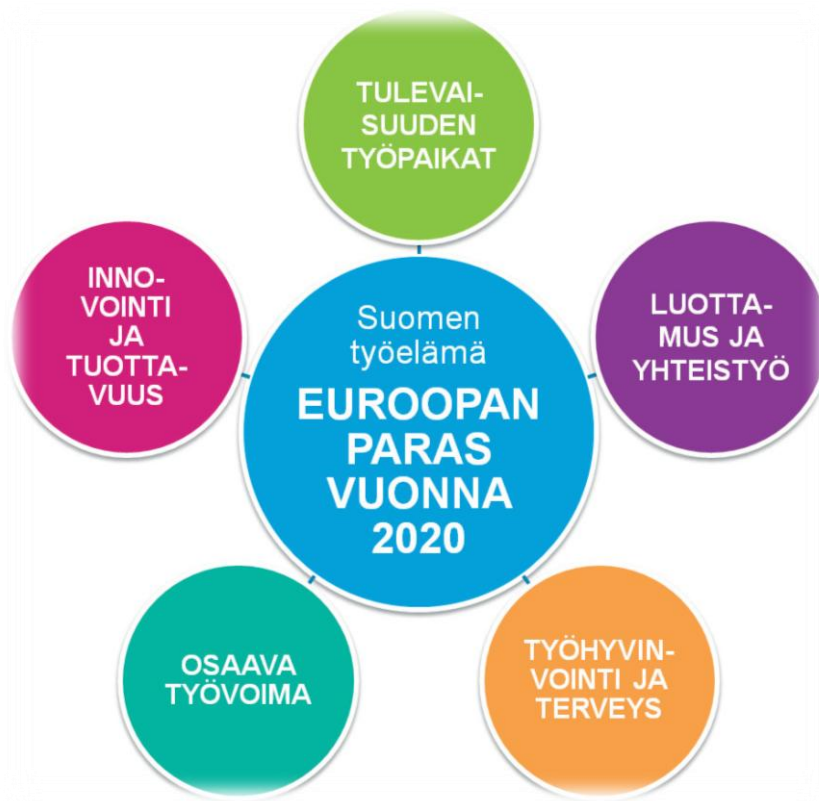 TULEVAI-
SUUDEN
TYÖPAIKAT
INNO-
VOINTI
JA
TUOTTA-
VUUS
Suomen
työelämä
EUROOPAN
PARAS
VUONNA
2020
LUOTTA-
MUS JA
YHTEISTYÖ
OSAAVA
TYÖVOIMA
TYÖHYVIN-
VOINTI JA
TERVEYS